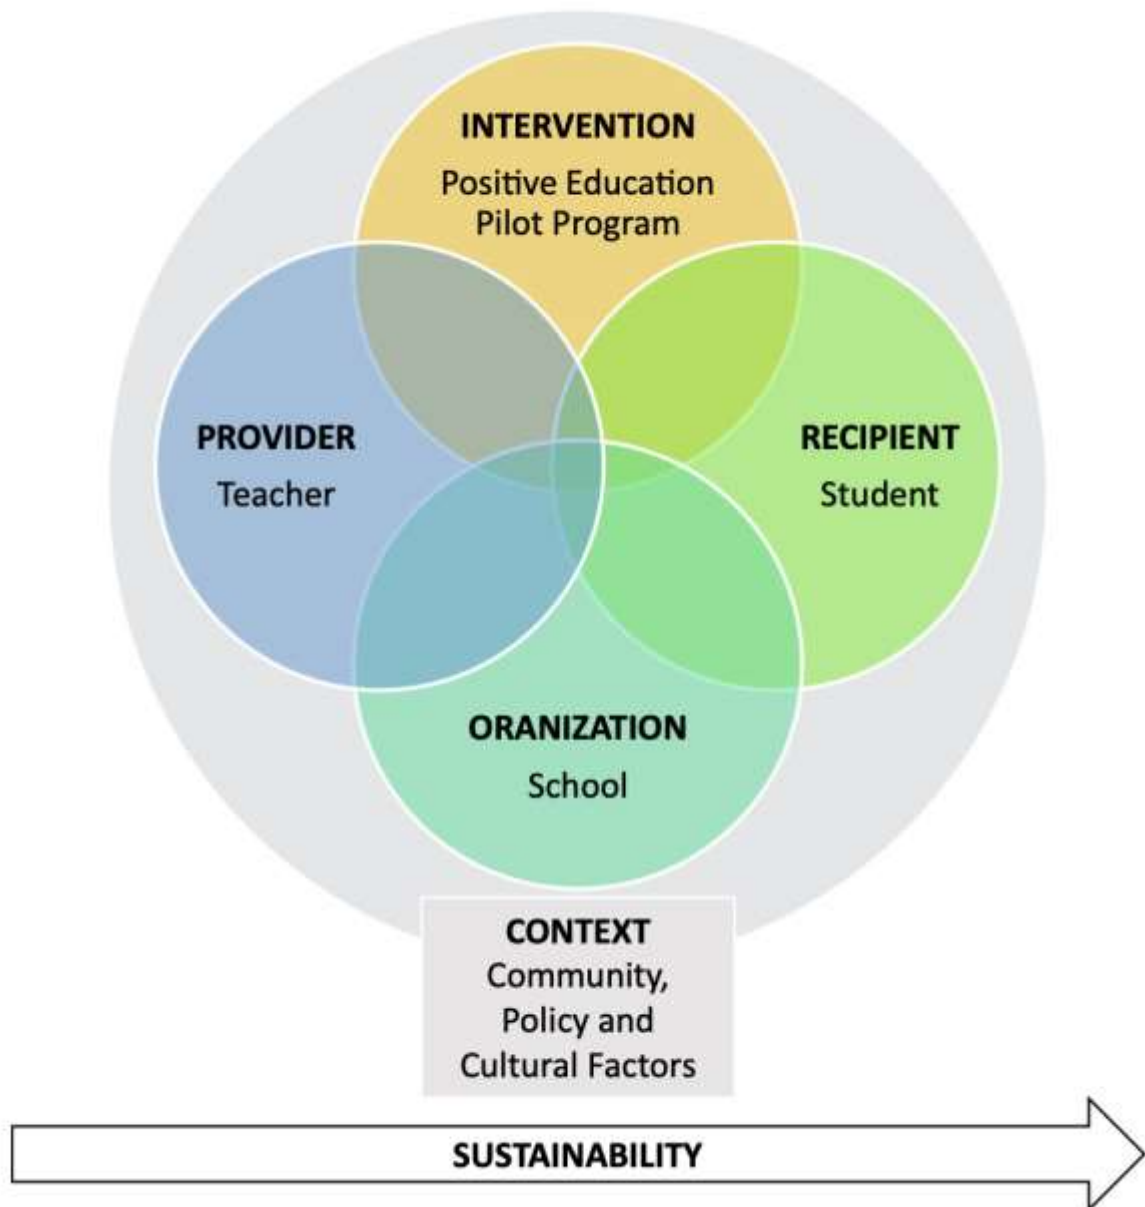 INTERVENTION
Positive Education
Pilot Program
PROVIDER
Teacher
RECIPIENT
Student
ORANIZATION
School
CONTEXT
Community,
Policy and
Cultural Factors
SUSTAINABILITY